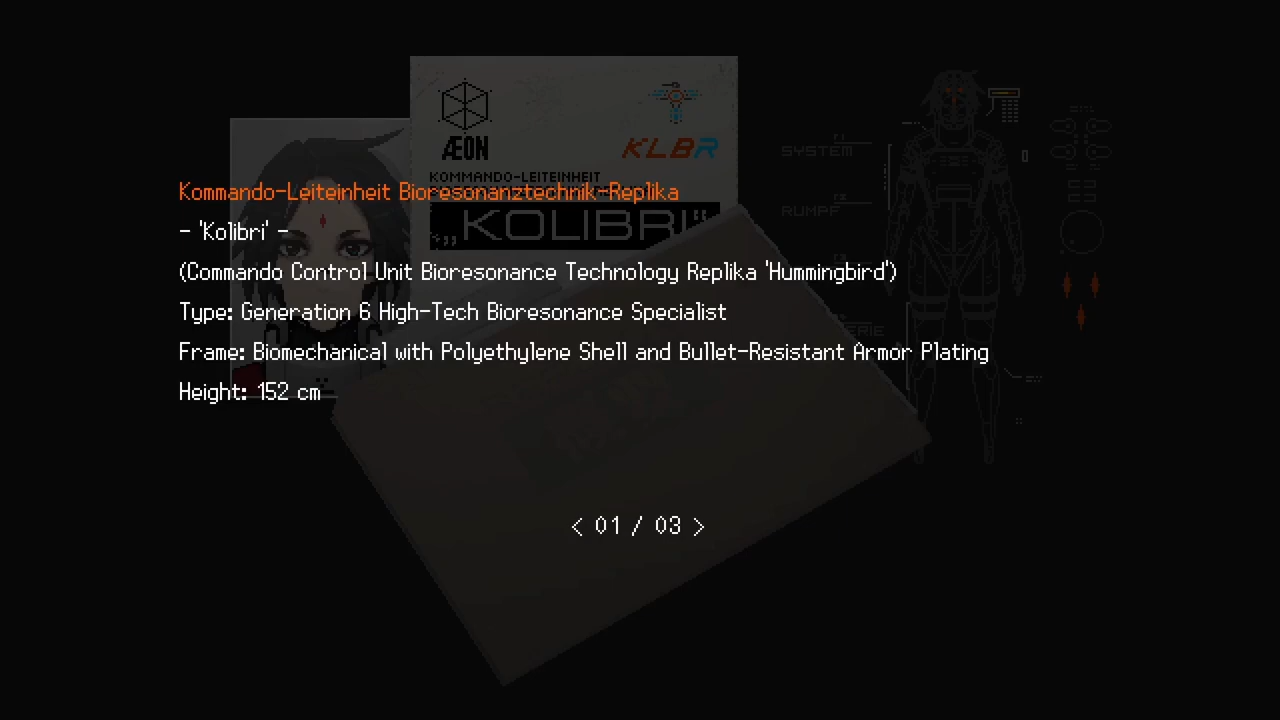 ÆON
KLBR
KOMMANDO-LEITEINHEIT
Kommando-Leiteinheit Bioresonanztechnik-Replika
„KOLIBRI“
- 'Kolibri' -
(Commando Control Unit Bioresonance Technology Replika 'Hummingbird')
Type: Generation 6 High-Tech Bioresonance Specialist
Frame: Biomechanical with Polyethylene Shell and Bullet-Resistant Armor Plating
Height: 152 cm
SYSTEM
RUMPF
< 01 / 03 >